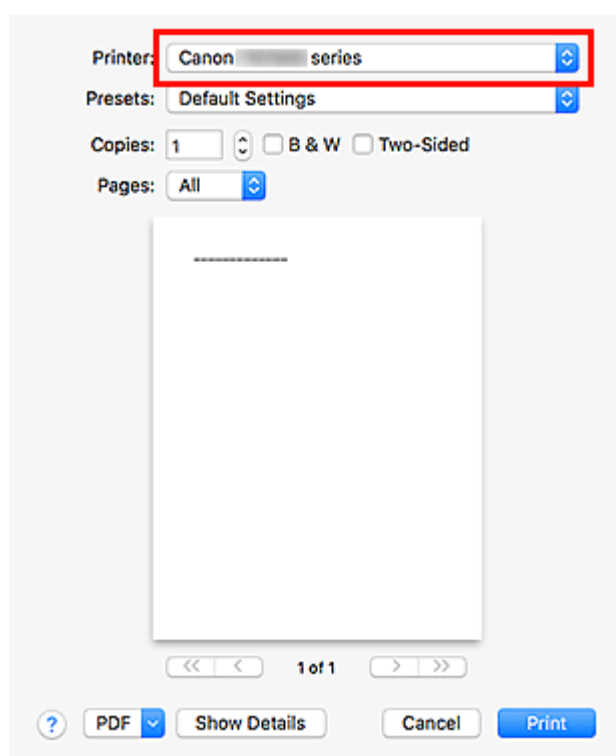 Printer: Canon series
Presets: Default Settings
Copies: 1 B & W Two-Sided
Pages: All
-------------
1 of 1
? PDF Show Details Cancel Print